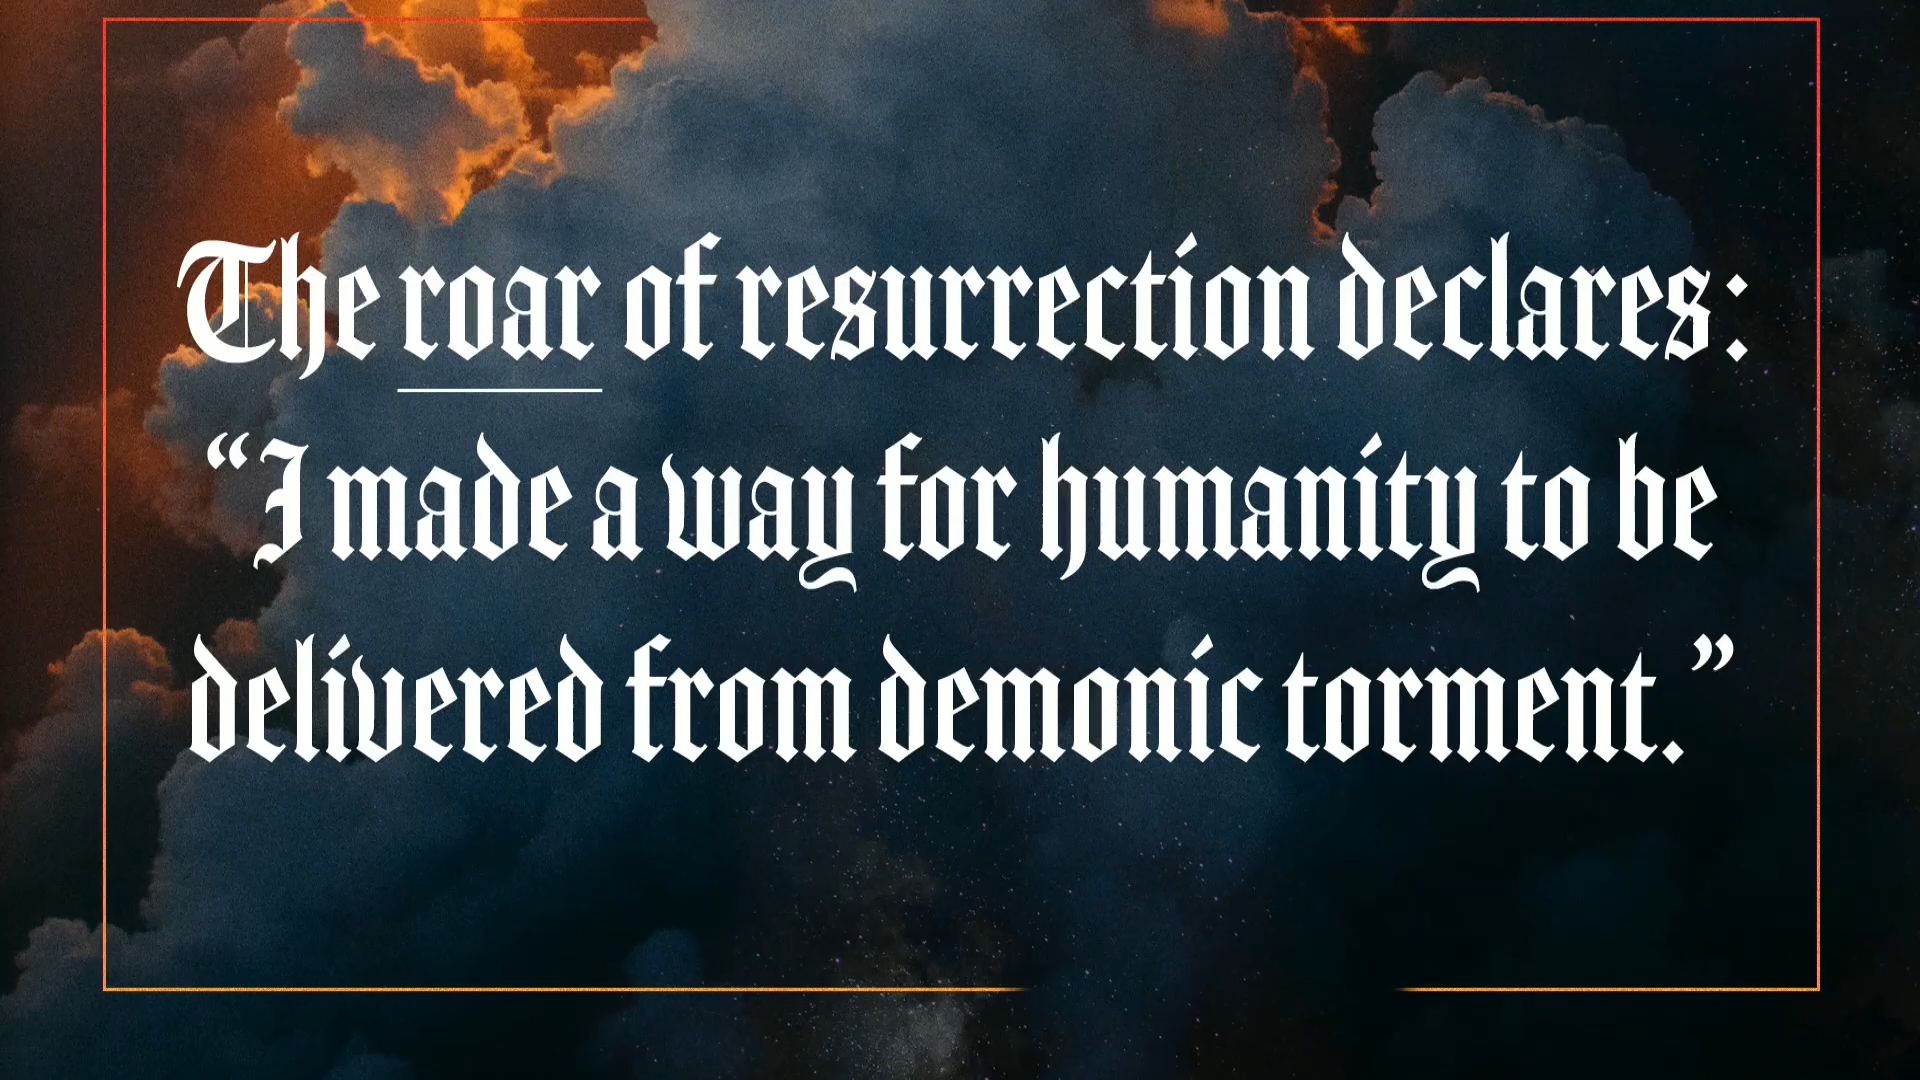 The roar of resurrection declares:
“I made a way for humanity to be
delivered from demonic torment.”